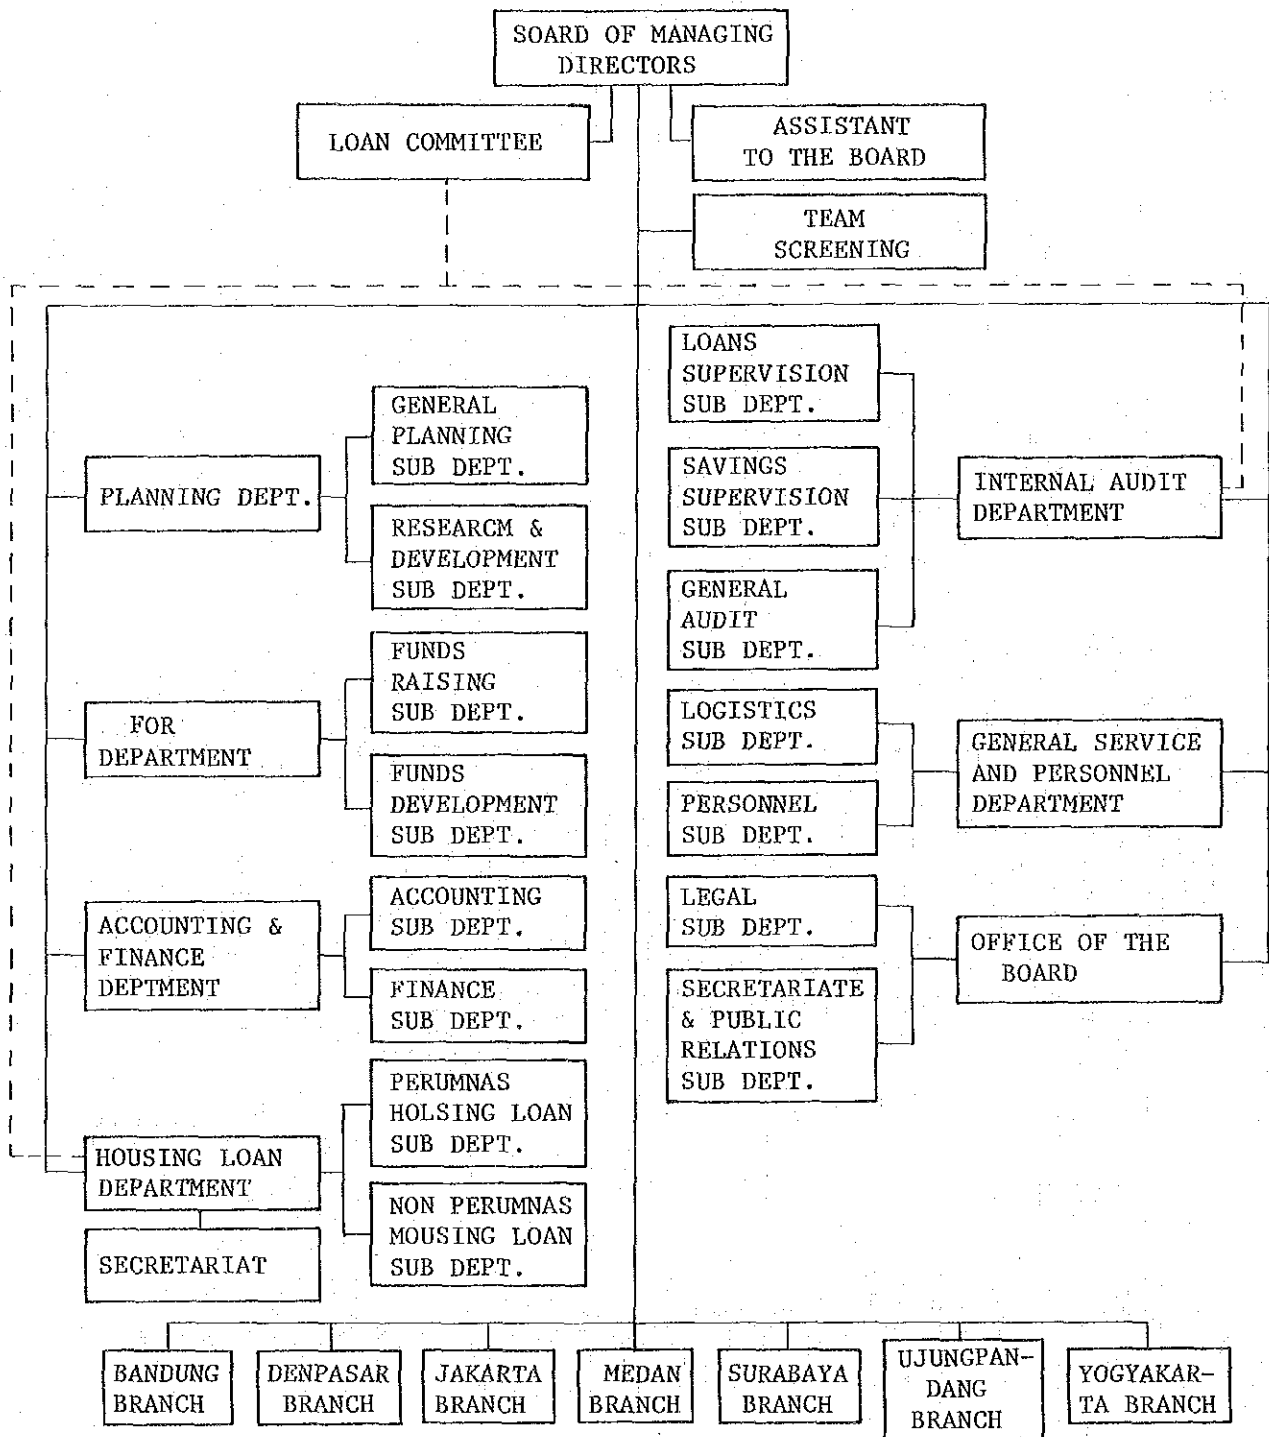 SOARD OF MANAGING
DIRECTORS
LOAN COMMITTEE
ASSISTANT
TO THE BOARD
TEAM
SCREENING
PLANNING DEPT.
GENERAL
PLANNING
SUB DEPT.
RESEARCM &
DEVELOPMENT
SUB DEPT.
FOR
DEPARTMENT
FUNDS
RAISING
SUB DEPT.
FUNDS
DEVELOPMENT
SUB DEPT.
ACCOUNTING &
FINANCE
DEPTMENT
ACCOUNTING
SUB DEPT.
FINANCE
SUB DEPT.
HOUSING LOAN
DEPARTMENT
SECRETARIAT
PERUMNAS
HOLSING LOAN
SUB DEPT.
NON PERUMNAS
MOUSING LOAN
SUB DEPT.
LOANS
SUPERVISION
SUB DEPT.
SAVINGS
SUPERVISION
SUB DEPT.
GENERAL
AUDIT
SUB DEPT.
INTERNAL AUDIT
DEPARTMENT
LOGISTICS
SUB DEPT.
PERSONNEL
SUB DEPT.
GENERAL SERVICE
AND PERSONNEL
DEPARTMENT
LEGAL
SUB DEPT.
SECRETARIATE
& PUBLIC
RELATIONS
SUB DEPT.
OFFICE OF THE
BOARD
BANDUNG
BRANCH
DENPASAR
BRANCH
JAKARTA
BRANCH
MEDAN
BRANCH
SURABAYA
BRANCH
UJUNGPAN-
DANG
BRANCH
YOGYAKAR-
TA BRANCH